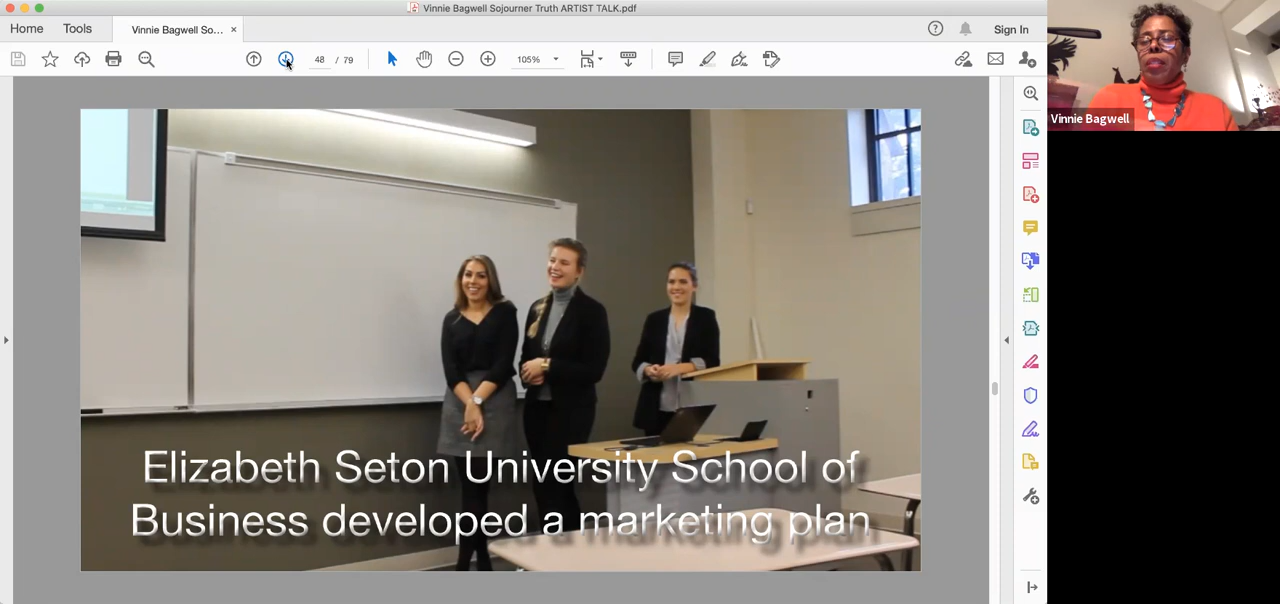 Vinnie Bagwell Sojourner Truth ARTIST TALK.pdf
Home
Tools
Vinnie Bagwell So...
Sign In
48 / 79
105%
Vinnie Bagwell
Elizabeth Seton University School of
Business developed a marketing plan